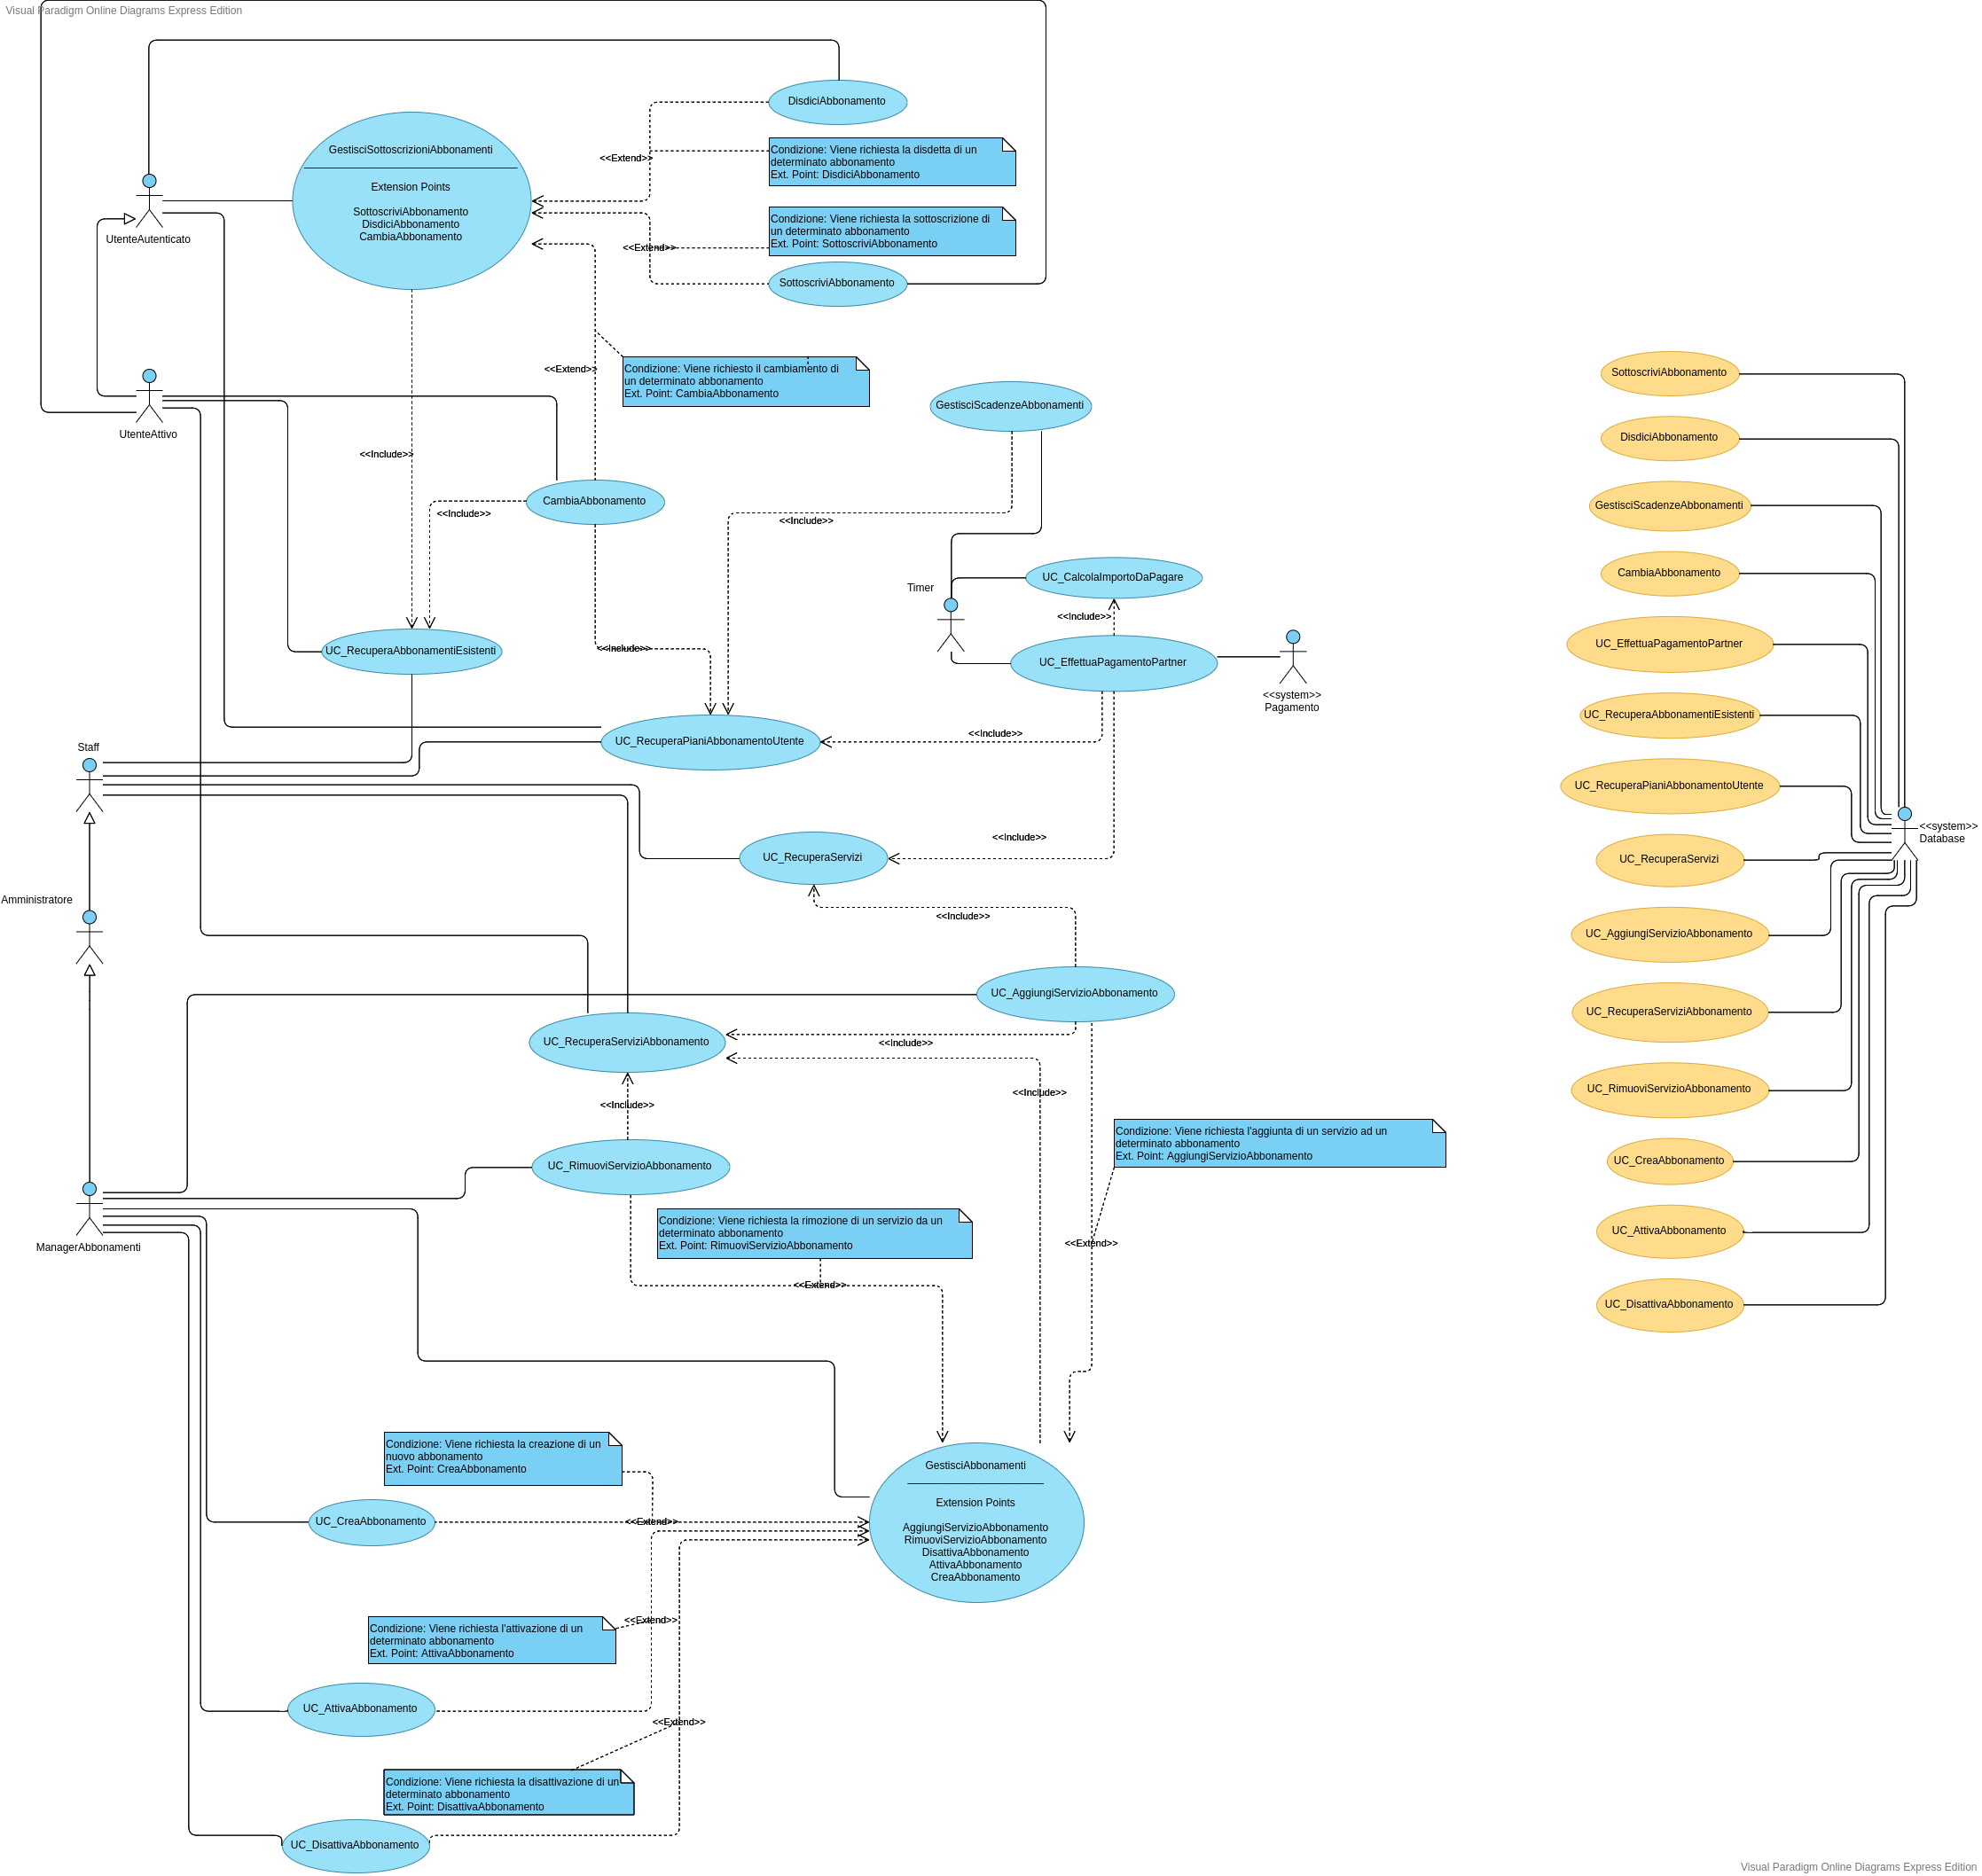 Visual Paradigm Online Diagrams Express Edition
DisdiciAbbonamento
GestisciSottoscrizioniAbbonamenti
Extension Points
SottoscriviAbbonamento
DisdiciAbbonamento
CambiaAbbonamento
<<Extend>>
Condizione: Viene richiesta la disdetta di un
determinato abbonamento
Ext. Point: DisdiciAbbonamento
UtenteAutenticato
<<Extend>>
Condizione: Viene richiesta la sottoscrizione di
un determinato abbonamento
Ext. Point: SottoscriviAbbonamento
SottoscriviAbbonamento
<<Extend>>
Condizione: Viene richiesto il cambiamento di
un determinato abbonamento
Ext. Point: CambiaAbbonamento
GestisciScadenzeAbbonamenti
UtenteAttivo
<<Include>>
CambiaAbbonamento
<<Include>>
<<Include>>
Timer
UC_CalcolaImportoDaPagare
<<Include>>
UC_RecuperaAbbonamentiEsistenti
<<Include>>
UC_EffettuaPagamentoPartner
<<system>>
Pagamento
Staff
UC_RecuperaPianiAbbonamentoUtente
<<Include>>
<<Include>>
UC_RecuperaServizi
Amministratore
<<Include>>
UC_AggiungiServizioAbbonamento
UC_RecuperaServiziAbbonamento
<<Include>>
<<Include>>
<<Include>>
Condizione: Viene richiesta l'aggiunta di un servizio ad un
determinato abbonamento
Ext. Point: AggiungiServizioAbbonamento
UC_RimuoviServizioAbbonamento
ManagerAbbonamenti
Condizione: Viene richiesta la rimozione di un servizio da un
determinato abbonamento
Ext. Point: RimuoviServizioAbbonamento
<<Extend>>
<<Extend>>
Condizione: Viene richiesta la creazione di un
nuovo abbonamento
Ext. Point: CreaAbbonamento
GestisciAbbonamenti
Extension Points
AggiungiServizioAbbonamento
RimuoviServizioAbbonamento
DisattivaAbbonamento
AttivaAbbonamento
CreaAbbonamento
UC_CreaAbbonamento
<<Extend>>
Condizione: Viene richiesta l'attivazione di un
determinato abbonamento
Ext. Point: AttivaAbbonamento
<<Extend>>
UC_AttivaAbbonamento
<<Extend>>
Condizione: Viene richiesta la disattivazione di un
determinato abbonamento
Ext. Point: DisattivaAbbonamento
UC_DisattivaAbbonamento
SottoscriviAbbonamento
DisdiciAbbonamento
GestisciScadenzeAbbonamenti
CambiaAbbonamento
UC_EffettuaPagamentoPartner
UC_RecuperaAbbonamentiEsistenti
UC_RecuperaPianiAbbonamentoUtente
<<system>>
Database
UC_RecuperaServizi
UC_AggiungiServizioAbbonamento
UC_RecuperaServiziAbbonamento
UC_RimuoviServizioAbbonamento
UC_CreaAbbonamento
UC_AttivaAbbonamento
UC_DisattivaAbbonamento
Visual Paradigm Online Diagrams Express Edition